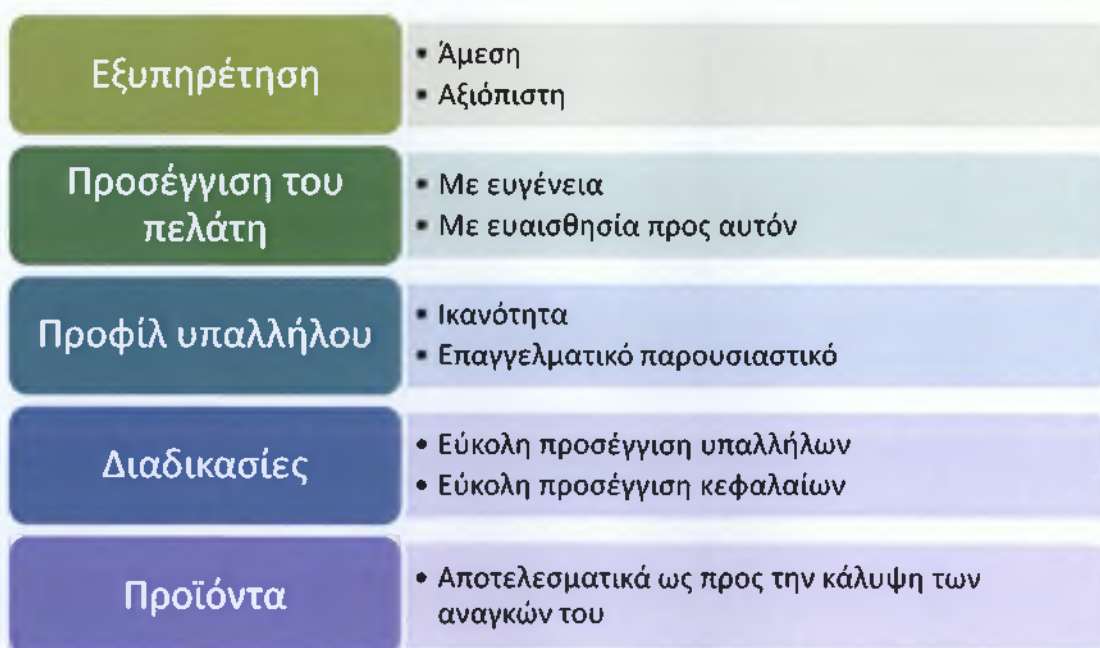 Εξυπηρέτηση
▪ Άμεση
▪ Αξιόπιστη
Προσέγγιση του
πελάτη
▪ Με ευγένεια
▪ Με ευαισθησία προς αυτόν
Προφίλ υπαλλήλου
▪ Ικανότητα
▪ Επαγγελματικό παρουσιαστικό
Διαδικασίες
• Εύκολη προσέγγιση υπαλλήλων
• Εύκολη προσέγγιση κεφαλαίων
Προϊόντα
• Αποτελεσματικά ως προς την κάλυψη των
αναγκών του